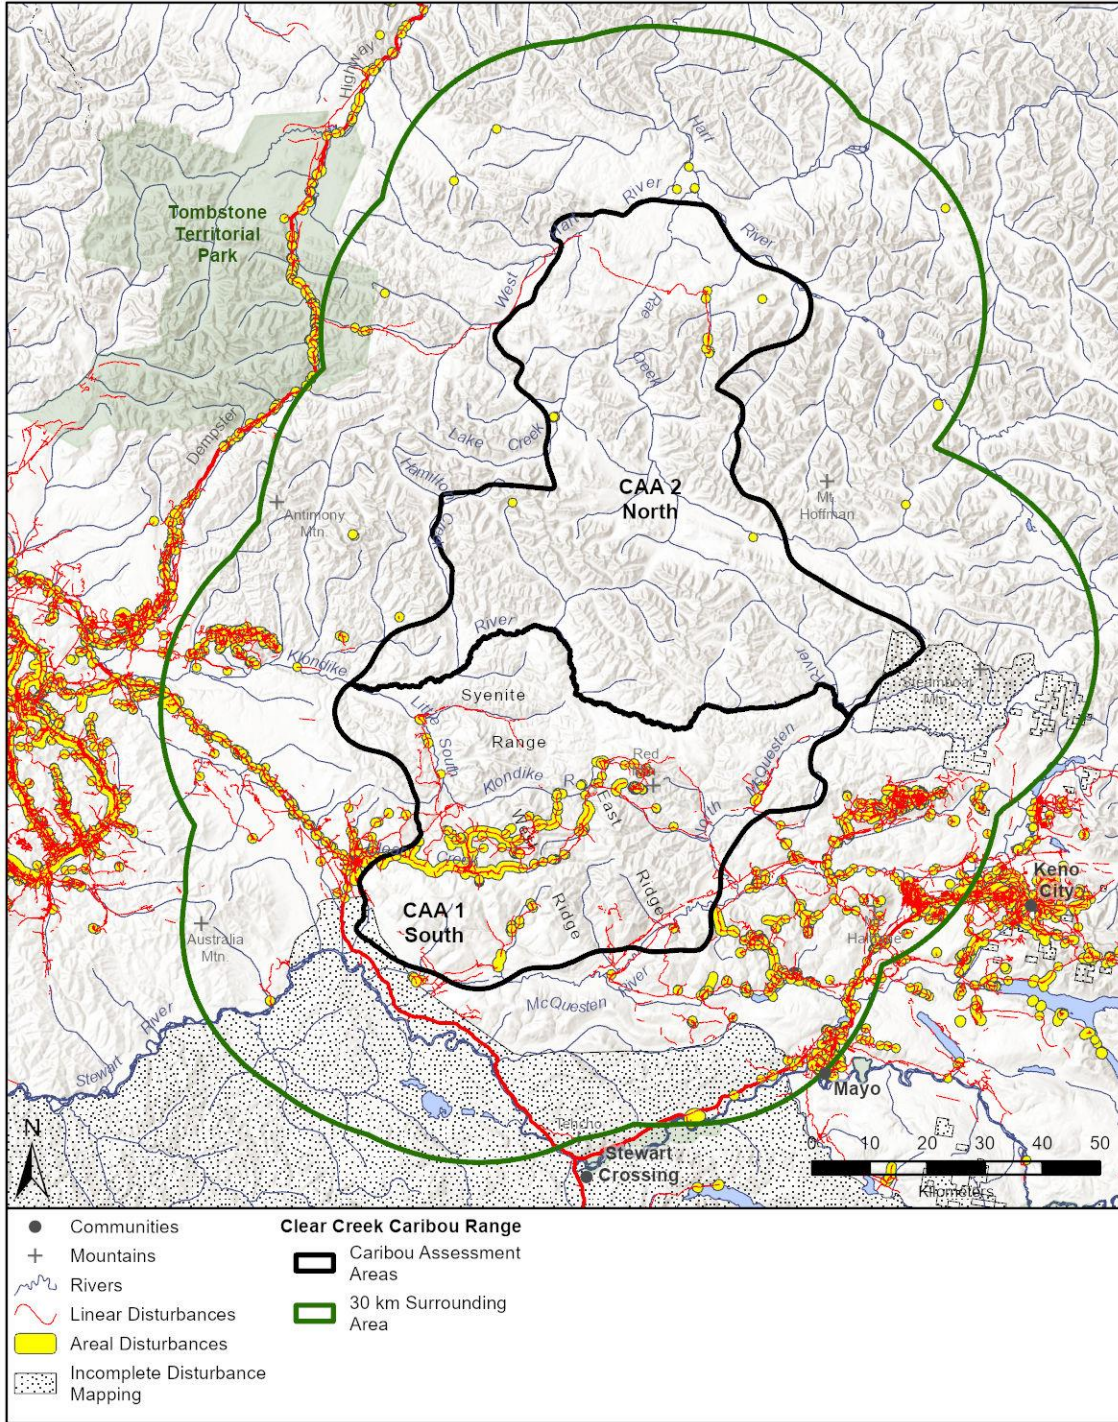 Highway
Hart
River
Tombstone
Territorial
Park
Hart
River
West
Rae
Creek
Dempster
Lake Creek
Hamilton
Creek
CAA 2
North
Mt
Hoffman
Antimony
Mtn
River
Klondike
River
Syenite
Little
South
Range
Klondike
Red
Mtn
McQuesten
North
East
West
Clear Creek
Ridge
Ridge
CAA 1
South
Keno
City
Australia
Mtn
McQuesten River
Stewart River
Mayo
Stewart
Crossing
N
0 10 20 30 40 50
Kilometers
Communities
Mountains
Rivers
Linear Disturbances
Areal Disturbances
Incomplete Disturbance
Mapping
Clear Creek Caribou Range
Caribou Assessment
Areas
30 km Surrounding
Area